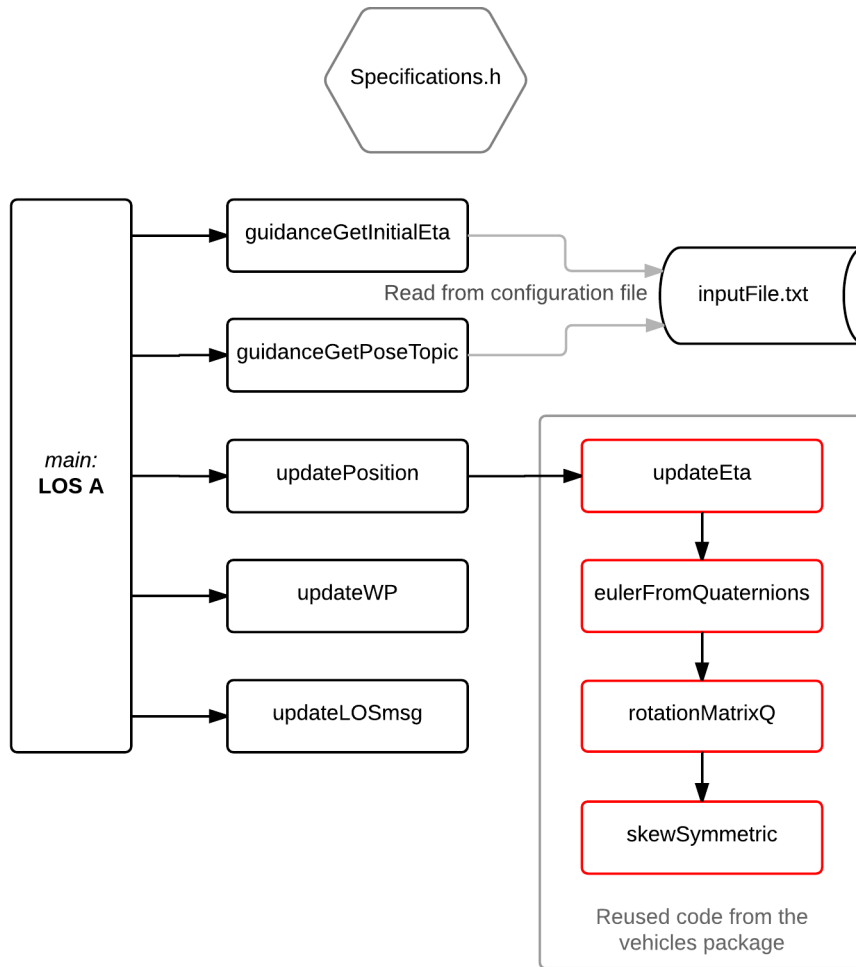 Specifications.h
guidanceGetInitialEta
Read from configuration file
inputFile.txt
guidanceGetPoseTopic
main:
LOS A
updatePosition
updateEta
updateWP
eulerFromQuaternions
updateLOSmsg
rotationMatrixQ
skewSymmetric
Reused code from the
vehicles package